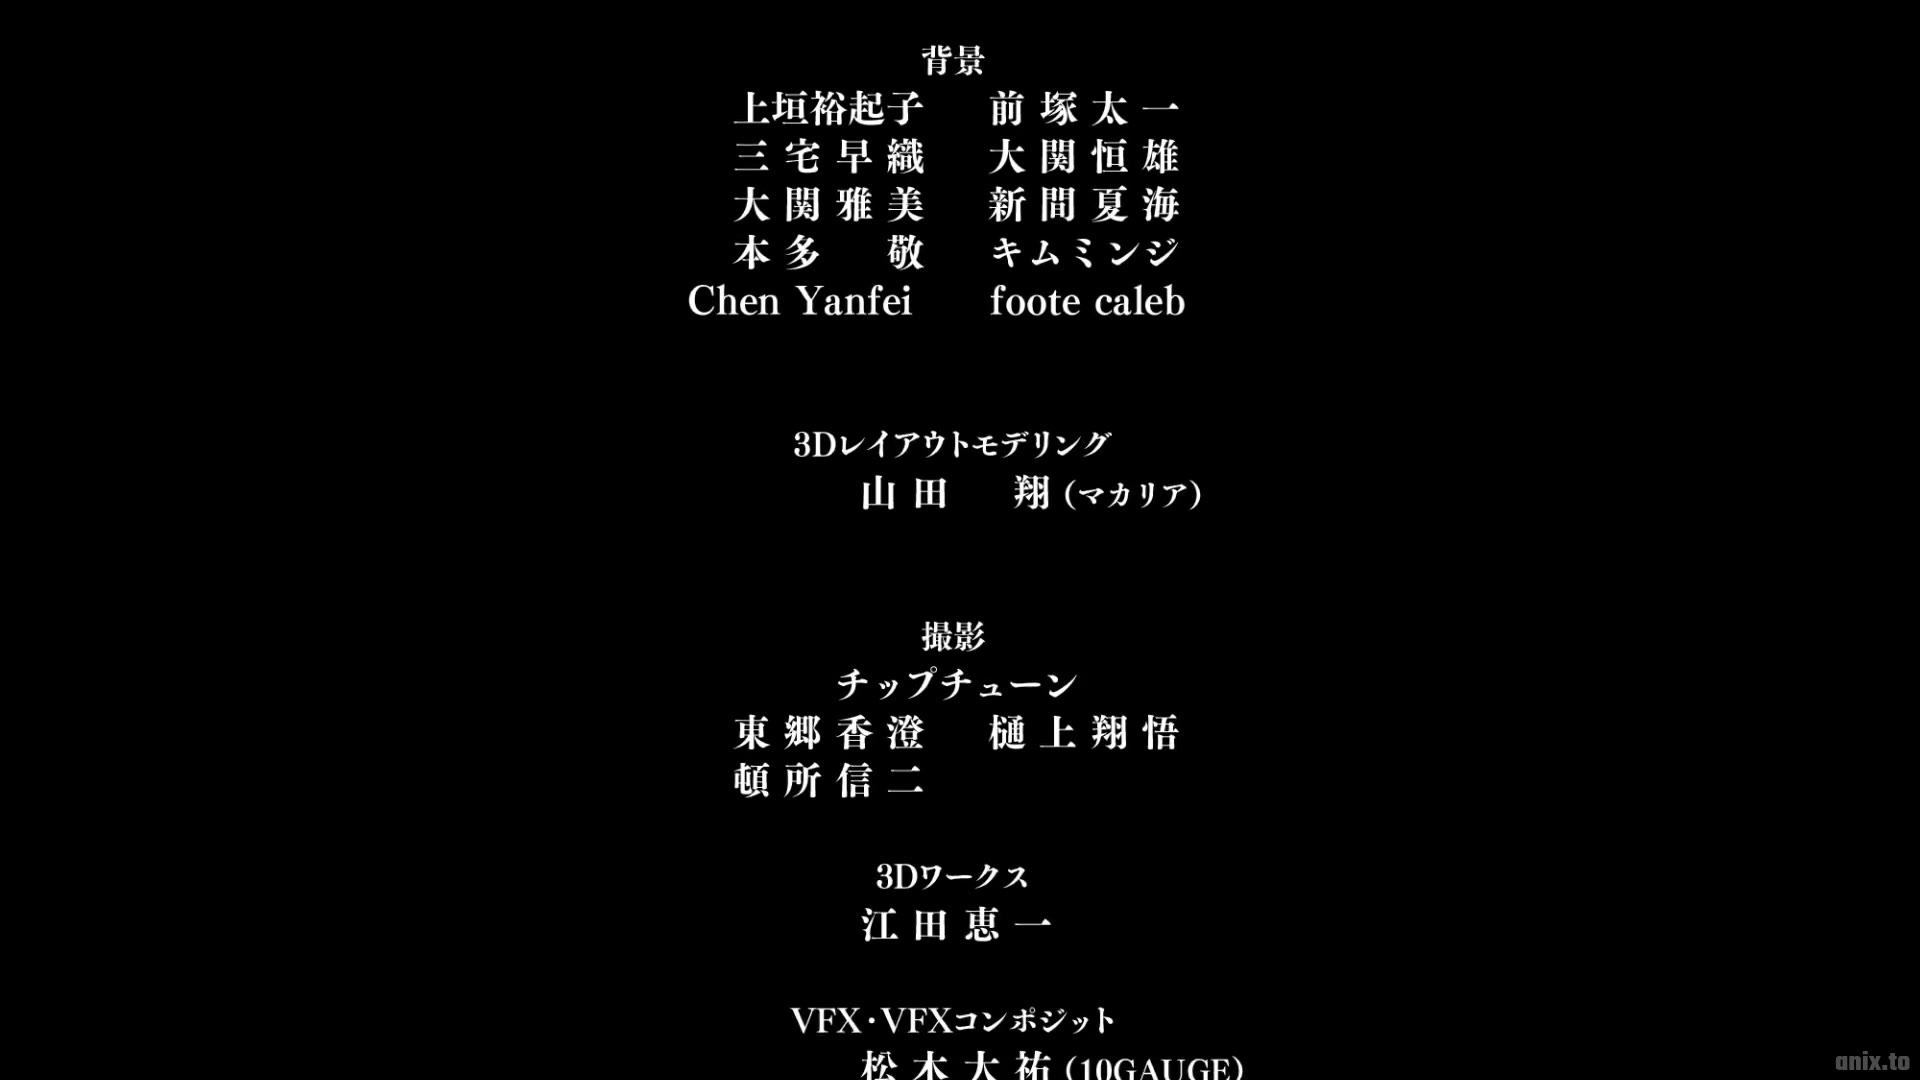 背景
上垣裕起子 前塚太一
三宅早織 大関恒雄
大関雅美 新間夏海
本多 敬 キムミンジ
Chen Yanfei foote caleb
3Dレイアウトモデリング
山田 翔(マカリア)
撮影
チップチューン
東郷香澄 樋上翔悟
頓所信二
3Dワークス
江田恵一
VFX・VFXコンポジット
松木大祐(10GAUGE)
anix.to